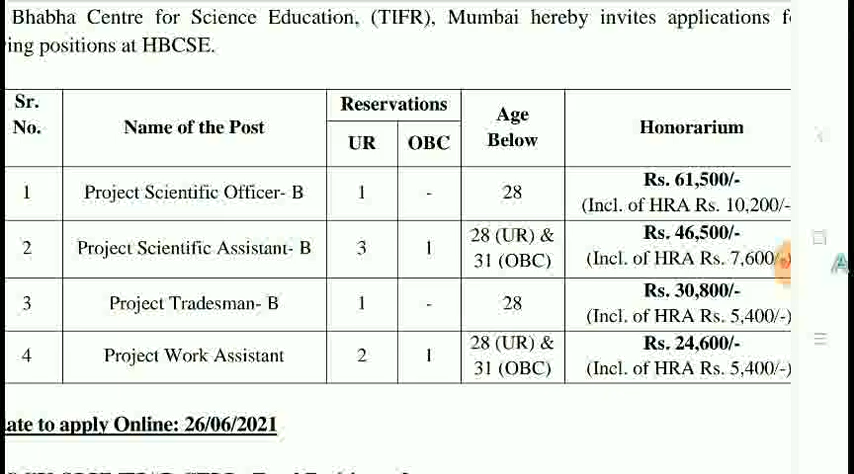 Bhabha Centre for Science Education, (TIFR), Mumbai hereby invites applications
ing positions at HBCSE.
Sr. No. Name of the Post Reservations Age Below Honorarium
UR OBC
1 Project Scientific Officer- B 1 - 28 Rs. 61,500/-
(Incl. of HRA Rs. 10,200/-
2 Project Scientific Assistant- B 3 1 28 (UR) & 31 (OBC) Rs. 46,500/-
(Incl. of HRA Rs. 7,600/-)
3 Project Tradesman- B 1 - 28 Rs. 30,800/-
(Incl. of HRA Rs. 5,400/-)
4 Project Work Assistant 2 1 28 (UR) & 31 (OBC) Rs. 24,600/-
(Incl. of HRA Rs. 5,400/-)
ate to apply Online: 26/06/2021